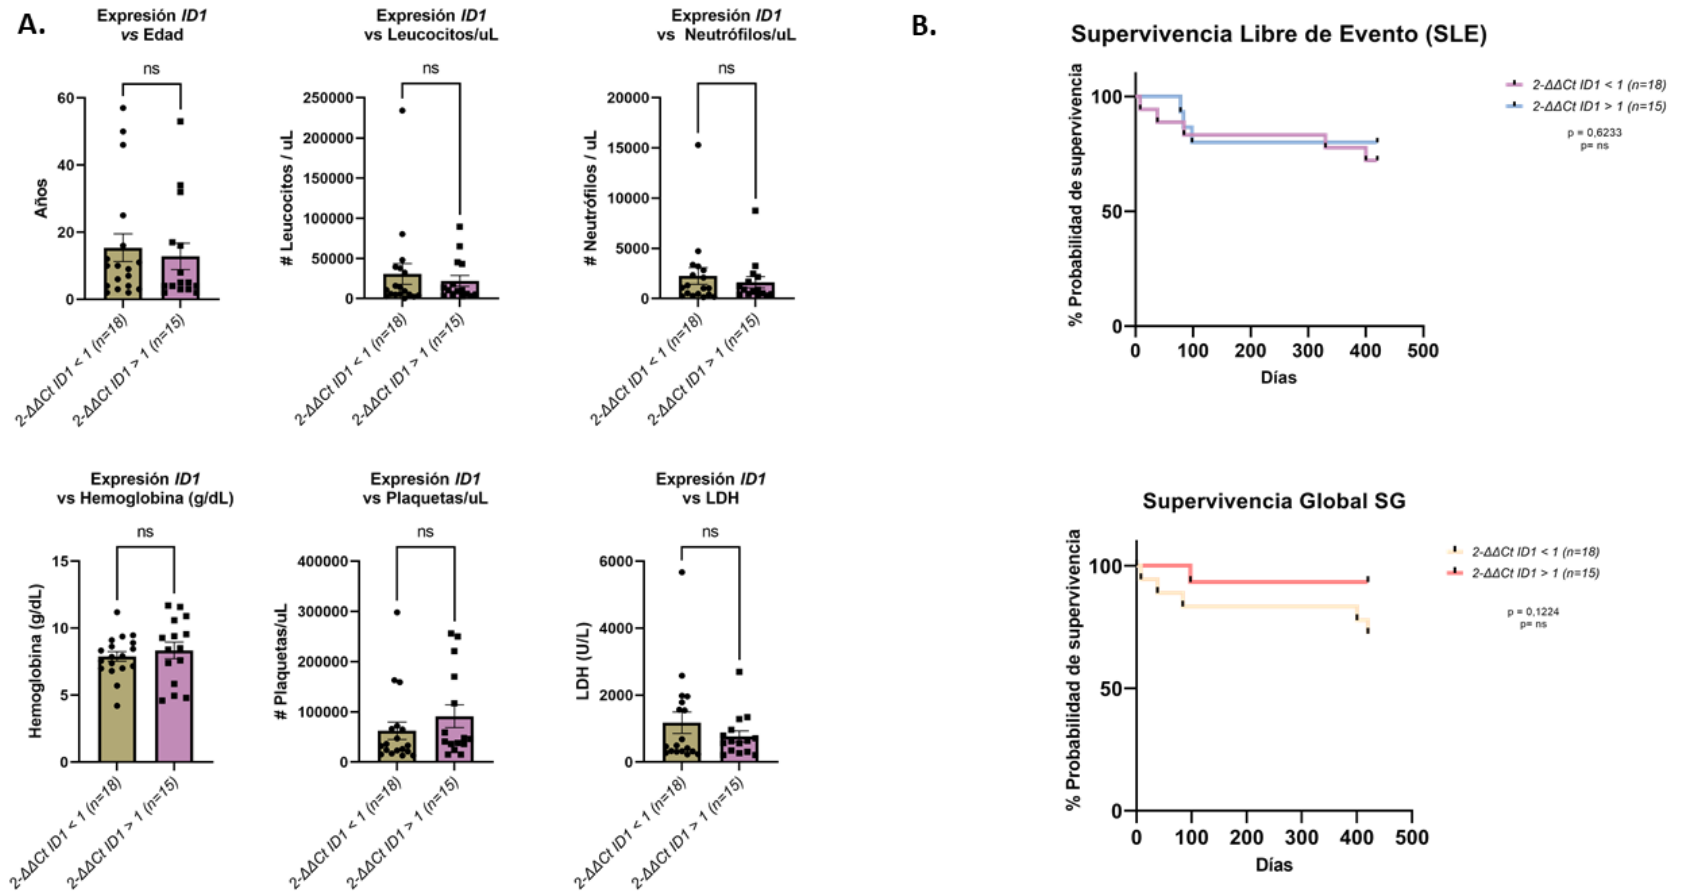 A.
Expresión ID1
vs Edad
ns
Años
60
40
20
0
2-ΔΔCt ID1 < 1 (n=18)
2-ΔΔCt ID1 > 1 (n=15)
Expresión ID1
vs Leucocitos/uL
ns
# Leucocitos / uL
250000
200000
150000
100000
50000
0
2-ΔΔCt ID1 < 1 (n=18)
2-ΔΔCt ID1 > 1 (n=15)
Expresión ID1
vs Neutrófilos/uL
ns
# Neutrófilos / uL
20000
15000
10000
5000
0
2-ΔΔCt ID1 < 1 (n=18)
2-ΔΔCt ID1 > 1 (n=15)
Expresión ID1
vs Hemoglobina (g/dL)
ns
Hemoglobina (g/dL)
15
10
5
0
2-ΔΔCt ID1 < 1 (n=18)
2-ΔΔCt ID1 > 1 (n=15)
Expresión ID1
vs Plaquetas/uL
ns
# Plaquetas/uL
400000
300000
200000
100000
0
2-ΔΔCt ID1 < 1 (n=18)
2-ΔΔCt ID1 > 1 (n=15)
Expresión ID1
vs LDH
ns
LDH (U/L)
6000
4000
2000
0
2-ΔΔCt ID1 < 1 (n=18)
2-ΔΔCt ID1 > 1 (n=15)
B.
Supervivencia Libre de Evento (SLE)
% Probabilidad de supervivencia
100
50
0
0 100 200 300 400 500
Días
2-ΔΔCt ID1 < 1 (n=18)
2-ΔΔCt ID1 > 1 (n=15)
p = 0,6233
p= ns
Supervivencia Global SG
% Probabilidad de supervivencia
100
50
0
0 100 200 300 400 500
Días
2-ΔΔCt ID1 < 1 (n=18)
2-ΔΔCt ID1 > 1 (n=15)
p = 0,1224
p= ns